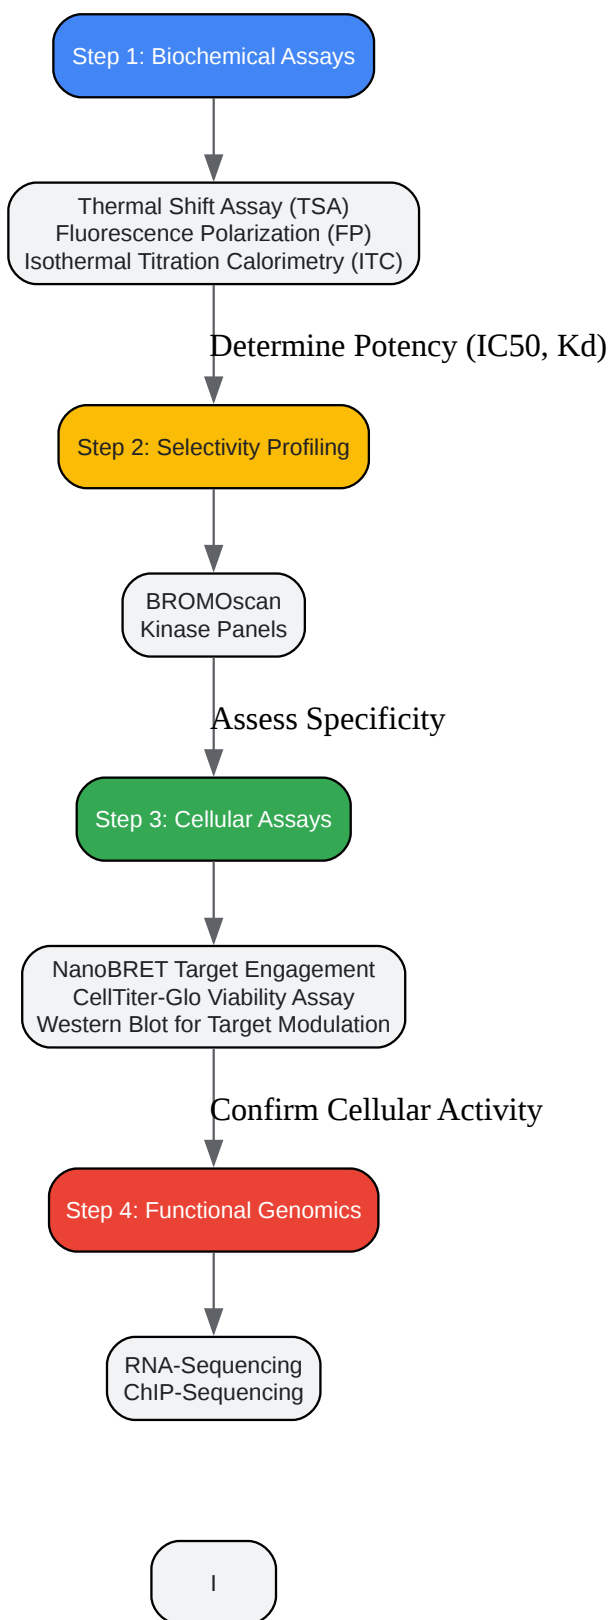 Step 1: Biochemical Assays
Thermal Shift Assay (TSA)
Fluorescence Polarization (FP)
Isothermal Titration Calorimetry (ITC)
Determine Potency (IC50, Kd)
Step 2: Selectivity Profiling
BROMOscan
Kinase Panels
Assess Specificity
Step 3: Cellular Assays
NanoBRET Target Engagement
CellTiter-Glo Viability Assay
Western Blot for Target Modulation
Confirm Cellular Activity
Step 4: Functional Genomics
RNA-Sequencing
ChIP-Sequencing
I